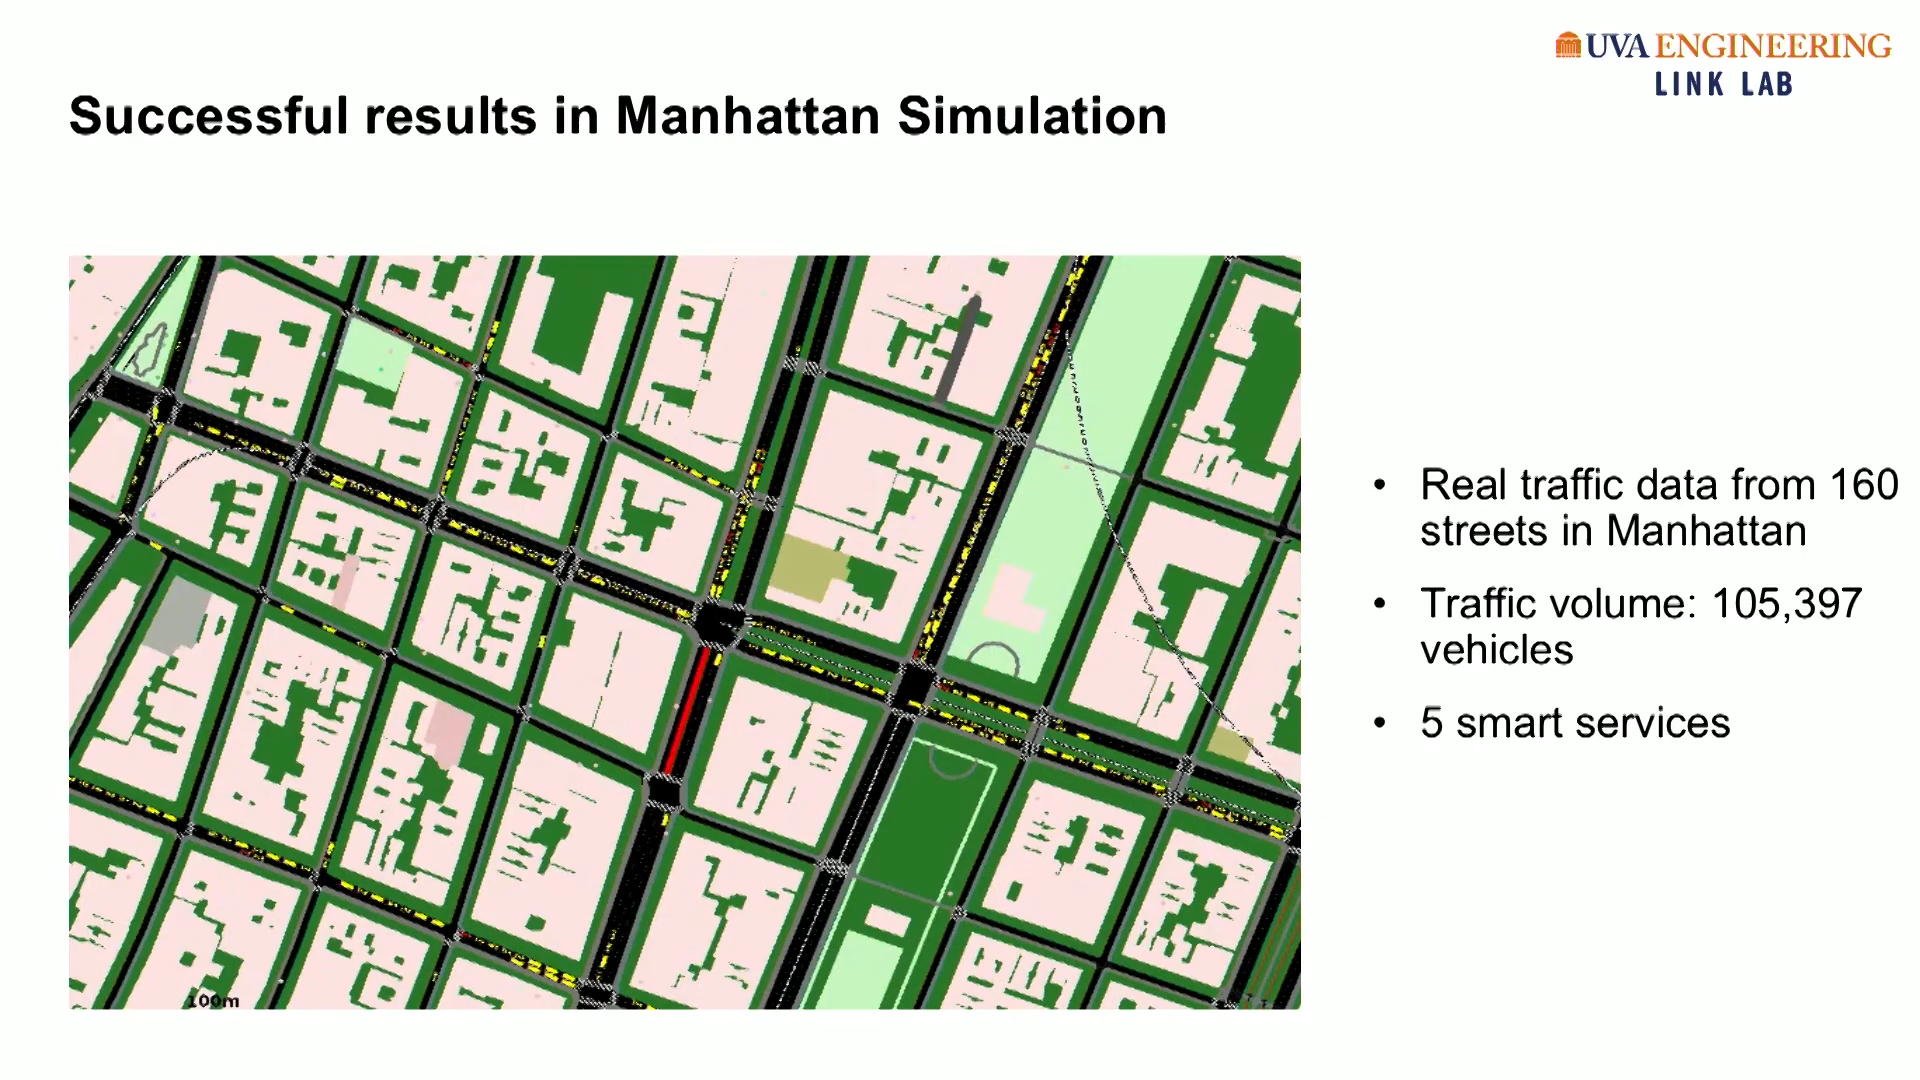 UVA ENGINEERING
LINK LAB
Successful results in Manhattan Simulation
• Real traffic data from 160
streets in Manhattan
• Traffic volume: 105,397
vehicles
• 5 smart services
100m